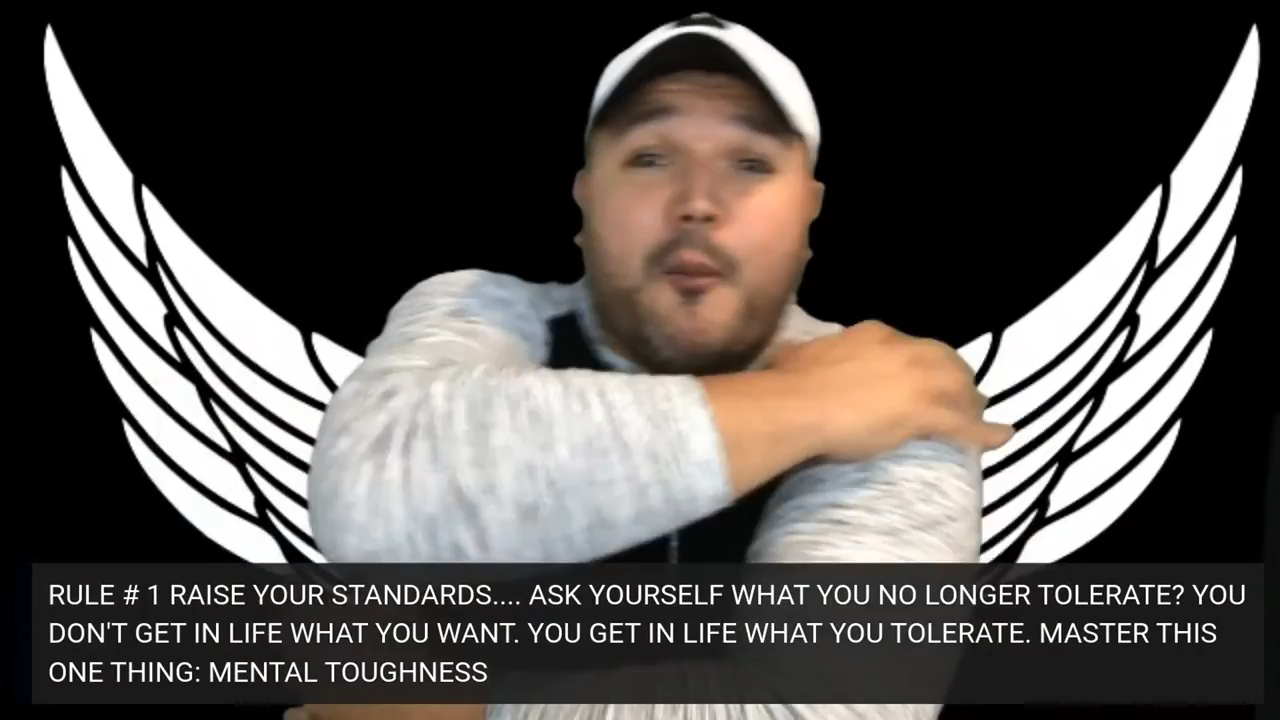 RULE # 1 RAISE YOUR STANDARDS.... ASK YOURSELF WHAT YOU NO LONGER TOLERATE? YOU
DON'T GET IN LIFE WHAT YOU WANT. YOU GET IN LIFE WHAT YOU TOLERATE. MASTER THIS
ONE THING: MENTAL TOUGHNESS